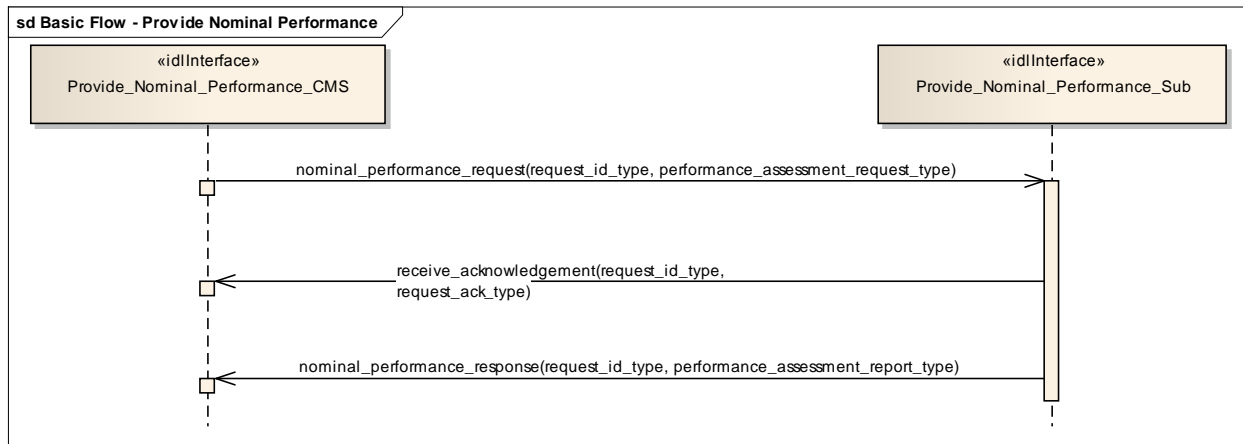 sd Basic Flow - Provide Nominal Performance
«idlInterface»
Provide_Nominal_Performance_CMS
«idlInterface»
Provide_Nominal_Performance_Sub
nominal_performance_request(request_id_type, performance_assessment_request_type)
receive_acknowledgement(request_id_type,
request_ack_type)
nominal_performance_response(request_id_type, performance_assessment_report_type)